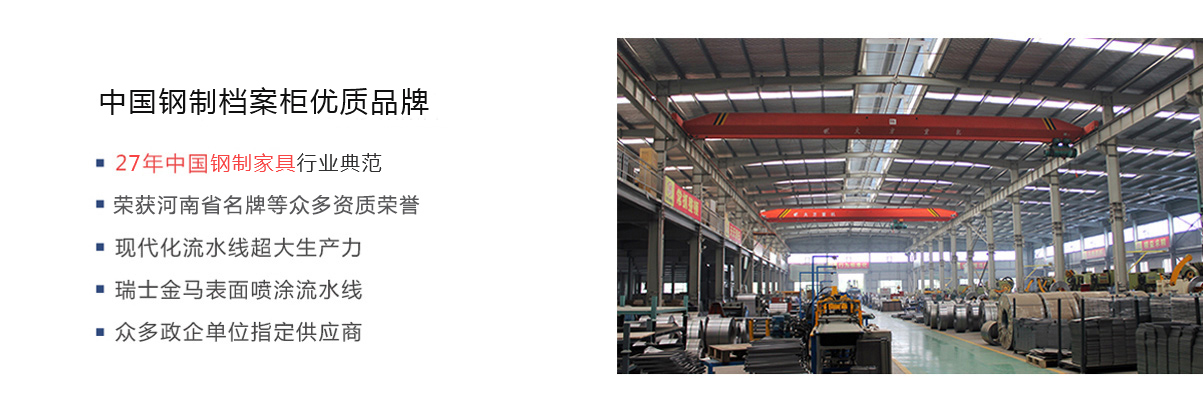 中国钢制档案柜优质品牌
27年中国钢制家具行业典范
荣获河南省名牌等众多资质荣誉
现代化流水线超大生产力
瑞士金马表面喷涂流水线
众多政企单位指定供应商